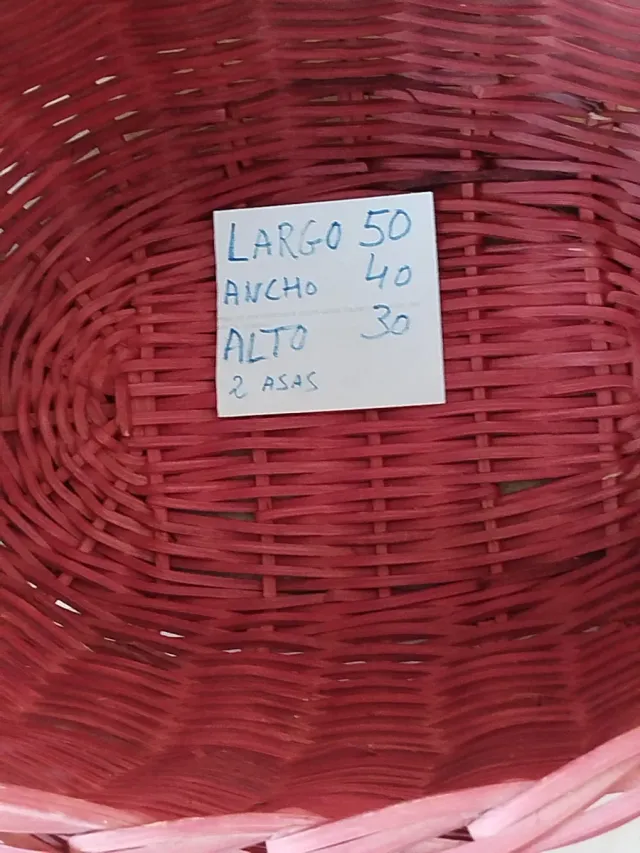 LARGO 50
ANCHO 40
ALTO 30
2 ASAS